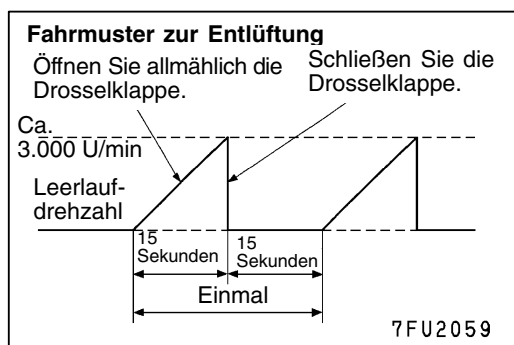 Fahrmuster zur Entlüftung
Öffnen Sie allmählich die
Drosselklappe.
Schließen Sie die
Drosselklappe.
Ca.
3.000 U/min
Leerlauf-
drehzahl
15
Sekunden
15
Sekunden
Einmal
7FU2059